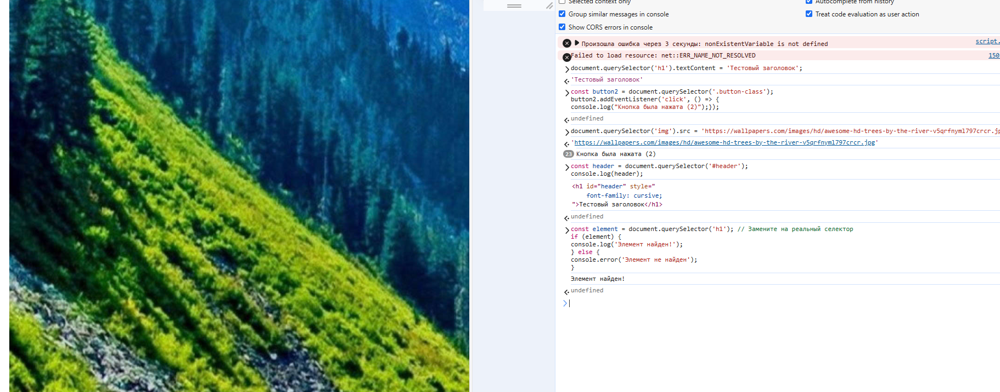 Selected context only
Autocomplete from history
Group similar messages in console
Treat code evaluation as user action
Show CORS errors in console
Произошла ошибка через 3 секунды: nonExistentVariable is not defined
script.
Failed to load resource: net::ERR_NAME_NOT_RESOLVED
150
document.querySelector('h1').textContent = 'Тестовый заголовок';
'Тестовый заголовок'
const button2 = document.querySelector('.button-class');
button2.addEventListener('click', () => {
console.log("Кнопка была нажата (2)");});
undefined
document.querySelector('img').src = 'https://wallpapers.com/images/hd/awesome-hd-trees-by-the-river-v5qrfnyml797crcr.jp
'https://wallpapers.com/images/hd/awesome-hd-trees-by-the-river-v5qrfnyml797crcr.jpg'
23 Кнопка была нажата (2)
const header = document.querySelector('#header');
console.log(header);
<h1 id="header" style="
font-family: cursive;
">Тестовый заголовок</h1>
undefined
const element = document.querySelector('h1'); // Замените на реальный селектор
if (element) {
console.log('Элемент найден!');
} else {
console.error('Элемент не найден');
}
Элемент найден!
undefined